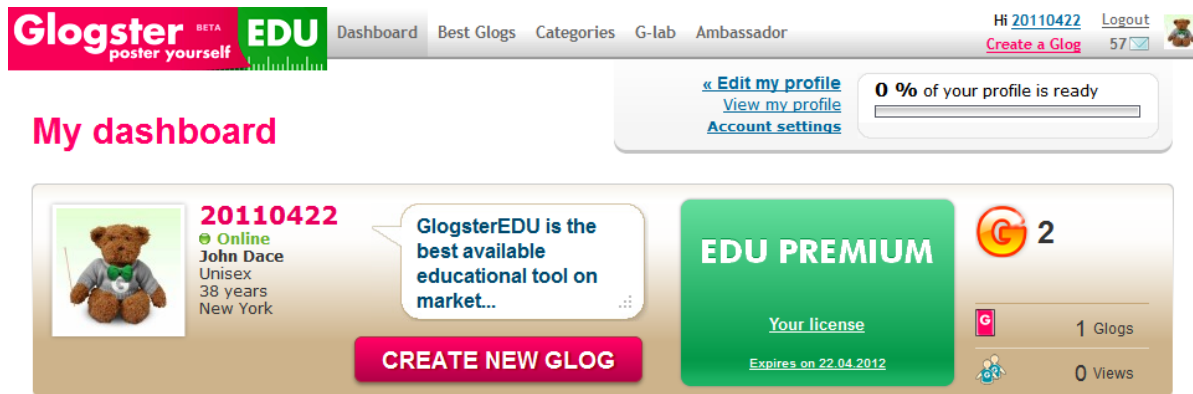 Glogster BETA EDU
poster yourself
Dashboard Best Glogs Categories G-lab Ambassador
Hi 20110422 Logout
Create a Glog 57
« Edit my profile
View my profile
Account settings
0 % of your profile is ready
My dashboard
20110422
Online
John Dace
Unisex
38 years
New York
G
GlogsterEDU is the
best available
educational tool on
market...
CREATE NEW GLOG
EDU PREMIUM
Your license
Expires on 22.04.2012
G 2
G 1 Glogs
0 Views